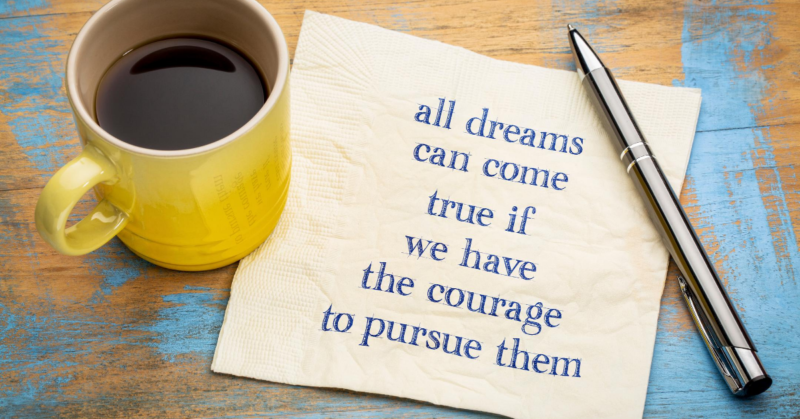 all dreams
can come
true if
we have
the courage
to pursue them